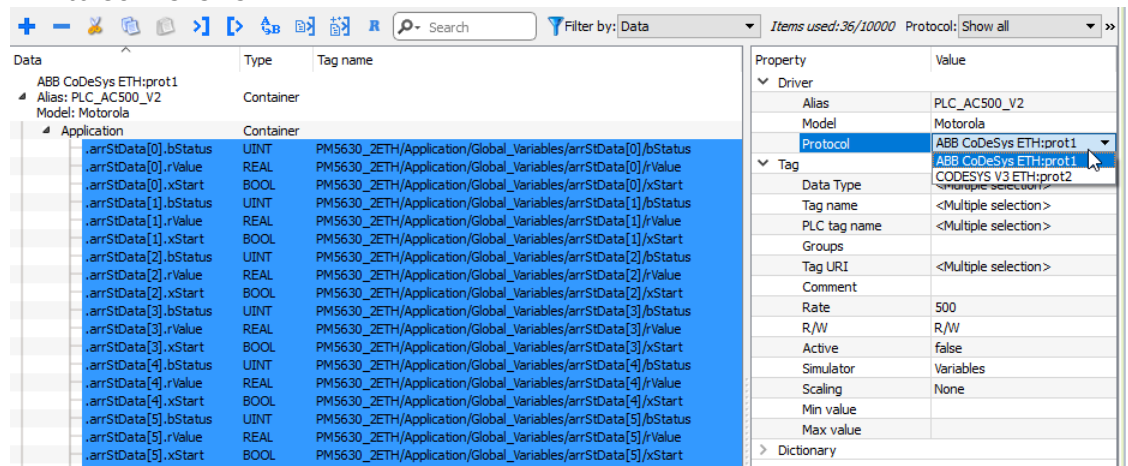 Search Filter by: Data Items used:36/10000 Protocol: Show all »
Data Type Tag name
ABB CoDeSys ETH:prot1
Alias: PLC_AC500_V2 Container
Model: Motorola
Application Container
.arrStData[0].bStatus UINT PM5630_2ETH/Application/Global_Variables/arrStData[0]/bStatus
.arrStData[0].rValue REAL PM5630_2ETH/Application/Global_Variables/arrStData[0]/rValue
.arrStData[0].xStart BOOL PM5630_2ETH/Application/Global_Variables/arrStData[0]/xStart
.arrStData[1].bStatus UINT PM5630_2ETH/Application/Global_Variables/arrStData[1]/bStatus
.arrStData[1].rValue REAL PM5630_2ETH/Application/Global_Variables/arrStData[1]/rValue
.arrStData[1].xStart BOOL PM5630_2ETH/Application/Global_Variables/arrStData[1]/xStart
.arrStData[2].bStatus UINT PM5630_2ETH/Application/Global_Variables/arrStData[2]/bStatus
.arrStData[2].rValue REAL PM5630_2ETH/Application/Global_Variables/arrStData[2]/rValue
.arrStData[2].xStart BOOL PM5630_2ETH/Application/Global_Variables/arrStData[2]/xStart
.arrStData[3].bStatus UINT PM5630_2ETH/Application/Global_Variables/arrStData[3]/bStatus
.arrStData[3].rValue REAL PM5630_2ETH/Application/Global_Variables/arrStData[3]/rValue
.arrStData[3].xStart BOOL PM5630_2ETH/Application/Global_Variables/arrStData[3]/xStart
.arrStData[4].bStatus UINT PM5630_2ETH/Application/Global_Variables/arrStData[4]/bStatus
.arrStData[4].rValue REAL PM5630_2ETH/Application/Global_Variables/arrStData[4]/rValue
.arrStData[4].xStart BOOL PM5630_2ETH/Application/Global_Variables/arrStData[4]/xStart
.arrStData[5].bStatus UINT PM5630_2ETH/Application/Global_Variables/arrStData[5]/bStatus
.arrStData[5].rValue REAL PM5630_2ETH/Application/Global_Variables/arrStData[5]/rValue
.arrStData[5].xStart BOOL PM5630_2ETH/Application/Global_Variables/arrStData[5]/xStart
Property Value
Driver
Alias PLC_AC500_V2
Model Motorola
Protocol ABB CoDeSys ETH:prot1
ABB CoDeSys ETH:prot1
CODESYS V3 ETH:prot2
Tag
Data Type <Multiple selection>
Tag name <Multiple selection>
PLC tag name <Multiple selection>
Groups
Tag URI <Multiple selection>
Comment
Rate 500
R/W R/W
Active false
Simulator Variables
Scaling None
Min value
Max value
Dictionary